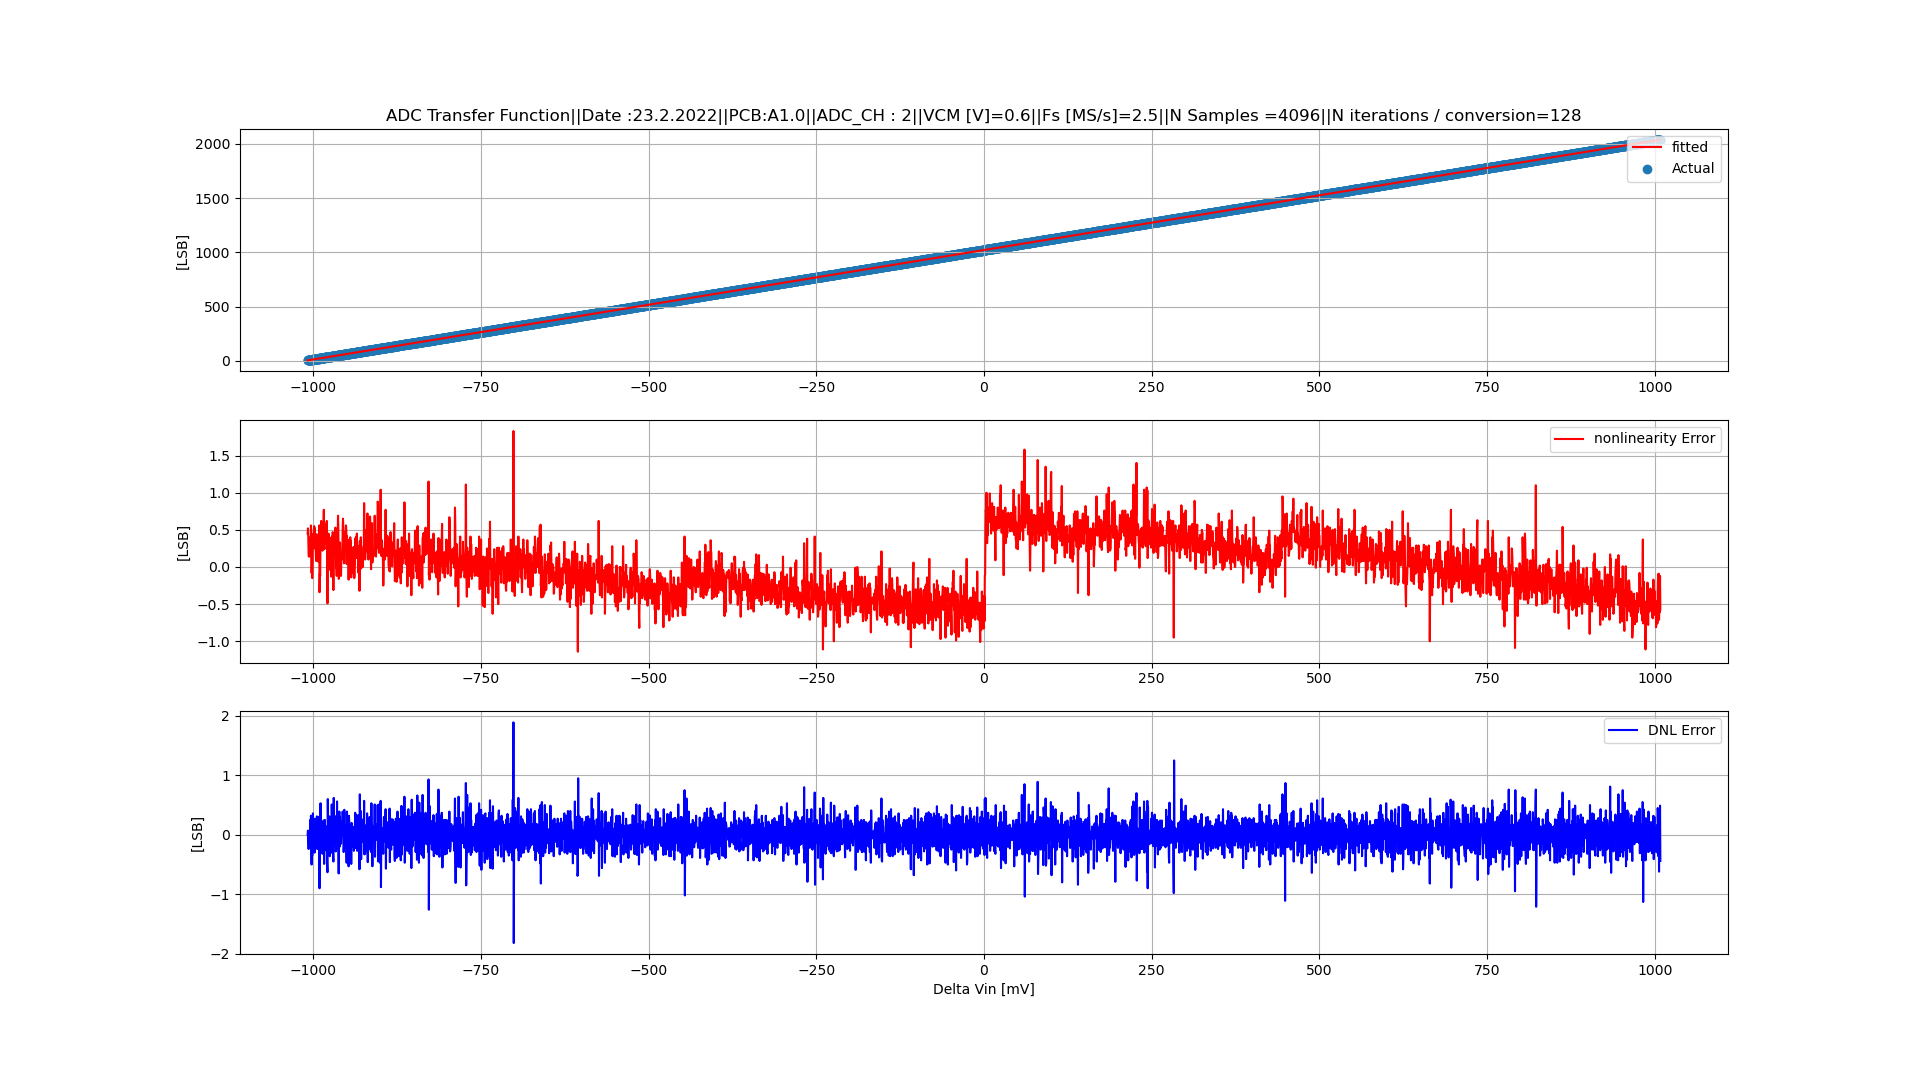 ADC Transfer Function||Date :23.2.2022||PCB:A1.0||ADC_CH : 2||VCM [V]=0.6||Fs [MS/s]=2.5||N Samples =4096||N iterations / conversion=128
2000
1500
1000
500
0
[LSB]
fitted
Actual
−1000 −750 −500 −250 0 250 500 750 1000
1.5
1.0
0.5
0.0
−0.5
−1.0
[LSB]
nonlinearity Error
−1000 −750 −500 −250 0 250 500 750 1000
2
1
0
−1
−2
[LSB]
DNL Error
−1000 −750 −500 −250 0 250 500 750 1000
Delta Vin [mV]